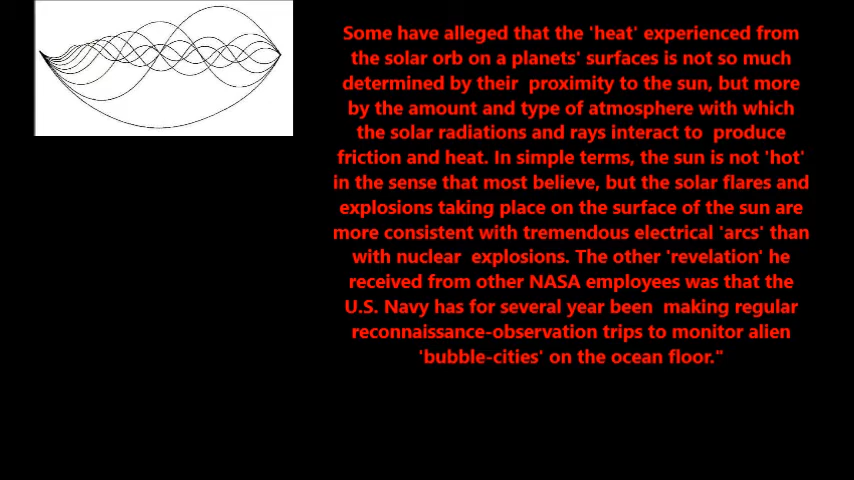 Some have alleged that the 'heat' experienced from
the solar orb on a planets' surfaces is not so much
determined by their proximity to the sun, but more
by the amount and type of atmosphere with which
the solar radiations and rays interact to produce
friction and heat. In simple terms, the sun is not 'hot'
in the sense that most believe, but the solar flares and
explosions taking place on the surface of the sun are
more consistent with tremendous electrical 'arcs' than
with nuclear explosions. The other 'revelation' he
received from other NASA employees was that the
U.S. Navy has for several year been making regular
reconnaissance-observation trips to monitor alien
'bubble-cities' on the ocean floor."